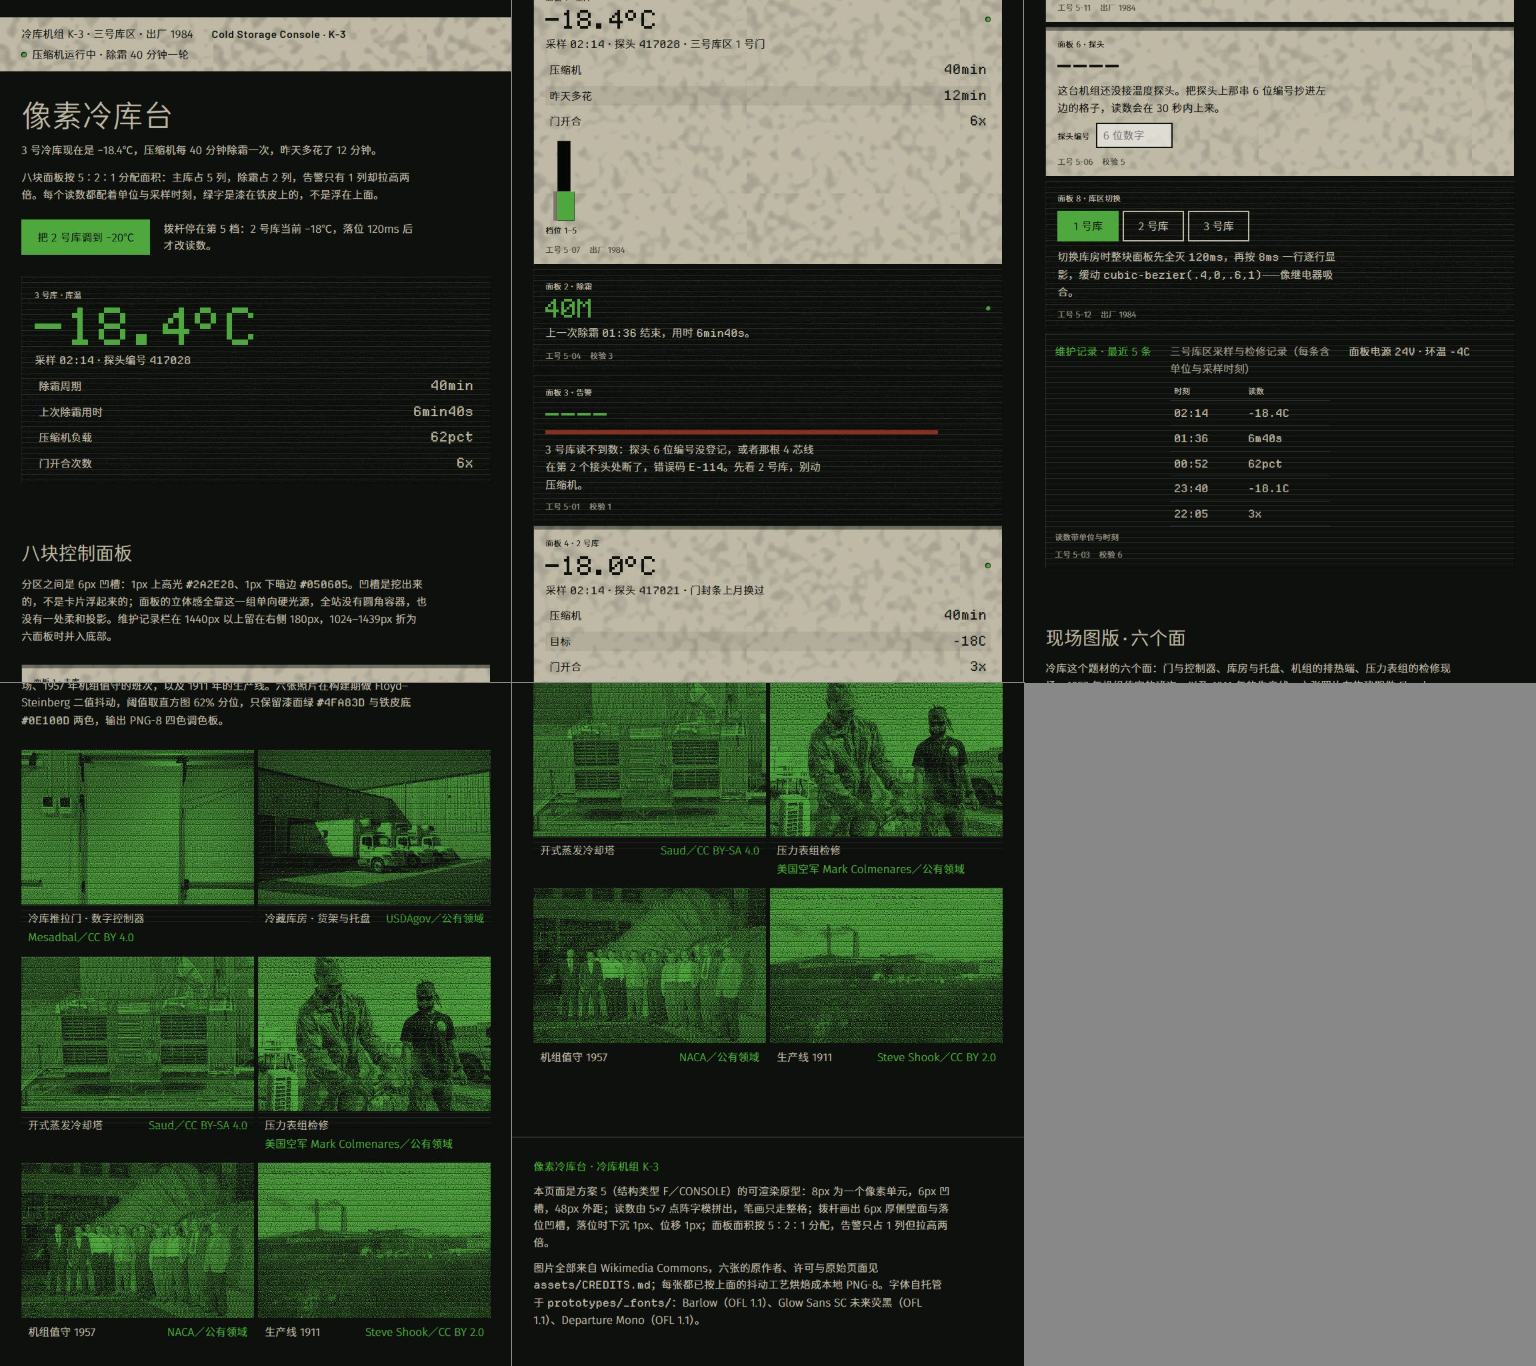 冷库机组 K-3 · 三号库区 · 出厂 1984 Cold Storage Console · K-3
压缩机运行中 · 除霜 40 分钟一轮
像素冷库台
3 号冷库现在是 -18.4℃，压缩机每 40 分钟除霜一次，昨天多花了 12 分钟。
八块面板按 5：2：1 分配面积：主库占 5 列，除霜占 2 列，告警只有 1 列却拉高两
倍。每个读数都配着单位与采样时刻，绿字是漆在铁皮上的，不是浮在上面。
把 2 号库调到 -20℃
拨杆停在第 5 档：2 号库当前 -18℃，落位 120ms 后
才改读数。
3 号库 · 库温
-18.4°C
采样 02:14 · 探头编号 417028
除霜周期 40min
上次除霜用时 6min40s
压缩机负载 62pct
门开合次数 6x
八块控制面板
分区之间是 6px 凹槽：1px 上高光 #2A2E28、1px 下暗边 #050605。凹槽是挖出来
的，不是卡片浮起来的；面板的立体感全靠这一组单向硬光源，全站没有圆角容器，也
没有一处柔和投影。维护记录栏在 1440px 以上留在右侧 180px，1024–1439px 折为
六面板时并入底部。
-18.4°C
采样 02:14 · 探头 417028 · 三号库区 1 号门
压缩机 40min
昨天多花 12min
门开合 6x
档位 1–5
工号 5-07 出厂 1984
面板 2 · 除霜
40M
上一次除霜 01:36 结束，用时 6min40s。
工号 5-04 校验 3
面板 3 · 告警
————
3 号库读不到数：探头 6 位编号没登记，或者那根 4 芯线
在第 2 个接头处断了，错误码 E-114。先看 2 号库，别动
压缩机。
工号 5-01 校验 1
面板 4 · 2 号库
-18.0°C
采样 02:14 · 探头 417021 · 门封条上月换过
压缩机 40min
目标 -18C
门开合 3x
工号 5-11 出厂 1984
面板 6 · 探头
————
这台机组还没接温度探头。把探头上那串 6 位编号抄进左
边的格子，读数会在 30 秒内上来。
探头编号 6 位数字
工号 5-06 校验 5
面板 8 · 库区切换
1 号库 2 号库 3 号库
切换库房时整块面板先全灭 120ms，再按 8ms 一行逐行显
影，缓动 cubic-bezier(.4,0,.6,1)——像继电器吸
合。
工号 5-12 出厂 1984
维护记录 · 最近 5 条 三号库区采样与检修记录（每条含 面板电源 24V · 环温 -4C
单位与采样时刻）
时刻 读数
02:14 -18.4C
01:36 6m40s
00:52 62pct
23:40 -18.1C
22:05 3x
读数带单位与时刻
工号 5-03 校验 6
现场图版 · 六个面
冷库这个题材的六个面：门与控制器、库房与托盘、机组的排热端、压力表组的检修现
场、1957 年机组值守的班次，以及 1911 年的生产线。六张照片在构建期做 Floyd–
Steinberg 二值抖动，阈值取直方图 62% 分位，只保留漆面绿 #4FA83D 与铁皮底
#0E100D 两色，输出 PNG-8 四色调色板。
冷库推拉门 · 数字控制器
Mesadbal／CC BY 4.0
冷藏库房 · 货架与托盘 USDAgov／公有领域
开式蒸发冷却塔 Saud／CC BY-SA 4.0
压力表组检修
美国空军 Mark Colmenares／公有领域
机组值守 1957 NACA／公有领域
生产线 1911 Steve Shook／CC BY 2.0
开式蒸发冷却塔 Saud／CC BY-SA 4.0
压力表组检修
美国空军 Mark Colmenares／公有领域
机组值守 1957 NACA／公有领域
生产线 1911 Steve Shook／CC BY 2.0
像素冷库台 · 冷库机组 K-3
本页面是方案 5（结构类型 F／CONSOLE）的可渲染原型：8px 为一个像素单元，6px 凹
槽，48px 外距；读数由 5×7 点阵字模拼出，笔画只走整格；拨杆画出 6px 厚侧壁面与落
位凹槽，落位时下沉 1px、位移 1px；面板面积按 5：2：1 分配，告警只占 1 列但拉高两
倍。
图片全部来自 Wikimedia Commons，六张的原作者、许可与原始页面见
assets/CREDITS.md；每张都已按上面的抖动工艺烘焙成本地 PNG-8。字体自托管
于 prototypes/_fonts/：Barlow（OFL 1.1）、Glow Sans SC 未来荧黑（OFL
1.1）、Departure Mono（OFL 1.1）。